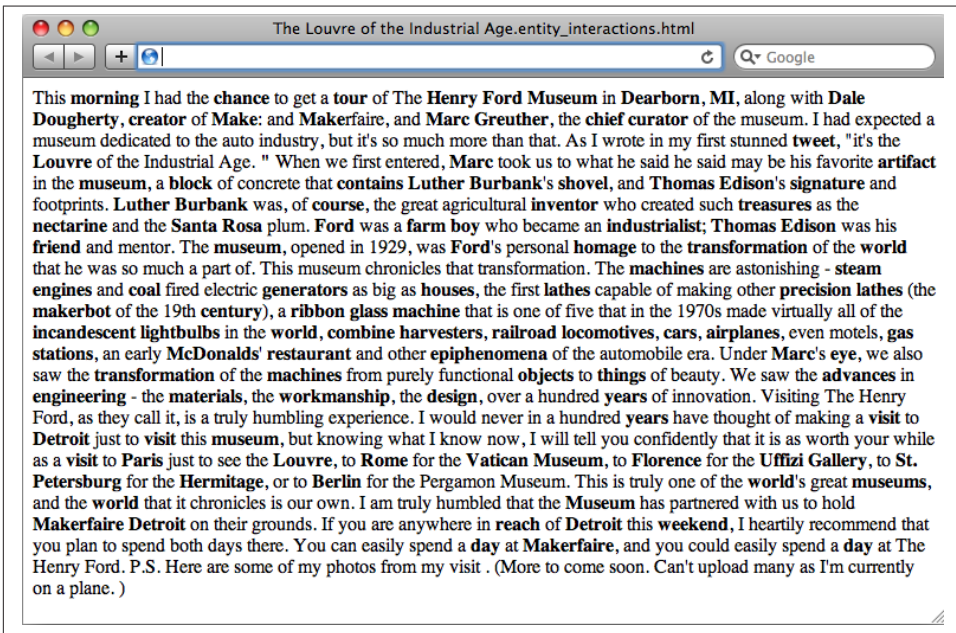 The Louvre of the Industrial Age.entity_interactions.html
Google
This morning I had the chance to get a tour of The Henry Ford Museum in Dearborn, MI, along with Dale
Dougherty, creator of Make: and Makerfaire, and Marc Greuther, the chief curator of the museum. I had expected a
museum dedicated to the auto industry, but it's so much more than that. As I wrote in my first stunned tweet, "it's the
Louvre of the Industrial Age. " When we first entered, Marc took us to what he said he said may be his favorite artifact
in the museum, a block of concrete that contains Luther Burbank's shovel, and Thomas Edison's signature and
footprints. Luther Burbank was, of course, the great agricultural inventor who created such treasures as the
nectarine and the Santa Rosa plum. Ford was a farm boy who became an industrialist; Thomas Edison was his
friend and mentor. The museum, opened in 1929, was Ford's personal homage to the transformation of the world
that he was so much a part of. This museum chronicles that transformation. The machines are astonishing - steam
engines and coal fired electric generators as big as houses, the first lathes capable of making other precision lathes (the
makerbot of the 19th century), a ribbon glass machine that is one of five that in the 1970s made virtually all of the
incandescent lightbulbs in the world, combine harvesters, railroad locomotives, cars, airplanes, even motels, gas
stations, an early McDonalds' restaurant and other epiphenomena of the automobile era. Under Marc's eye, we also
saw the transformation of the machines from purely functional objects to things of beauty. We saw the advances in
engineering - the materials, the workmanship, the design, over a hundred years of innovation. Visiting The Henry
Ford, as they call it, is a truly humbling experience. I would never in a hundred years have thought of making a visit to
Detroit just to visit this museum, but knowing what I know now, I will tell you confidently that it is as worth your while
as a visit to Paris just to see the Louvre, to Rome for the Vatican Museum, to Florence for the Uffizi Gallery, to St.
Petersburg for the Hermitage, or to Berlin for the Pergamon Museum. This is truly one of the world's great museums,
and the world that it chronicles is our own. I am truly humbled that the Museum has partnered with us to hold
Makerfaire Detroit on their grounds. If you are anywhere in reach of Detroit this weekend, I heartily recommend that
you plan to spend both days there. You can easily spend a day at Makerfaire, and you could easily spend a day at The
Henry Ford. P.S. Here are some of my photos from my visit . (More to come soon. Can't upload many as I'm currently
on a plane. )